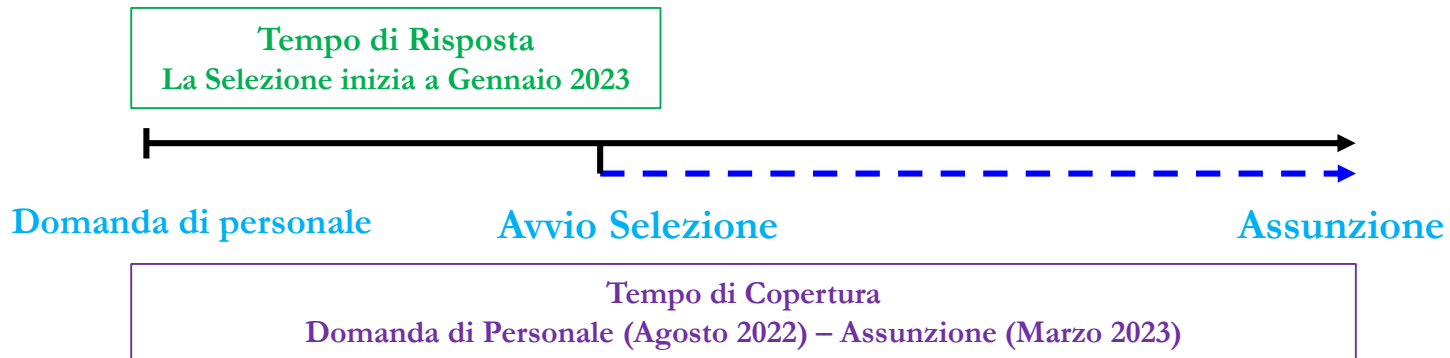 Tempo di Risposta
La Selezione inizia a Gennaio 2023
Domanda di personale
Avvio Selezione
Assunzione
Tempo di Copertura
Domanda di Personale (Agosto 2022) – Assunzione (Marzo 2023)